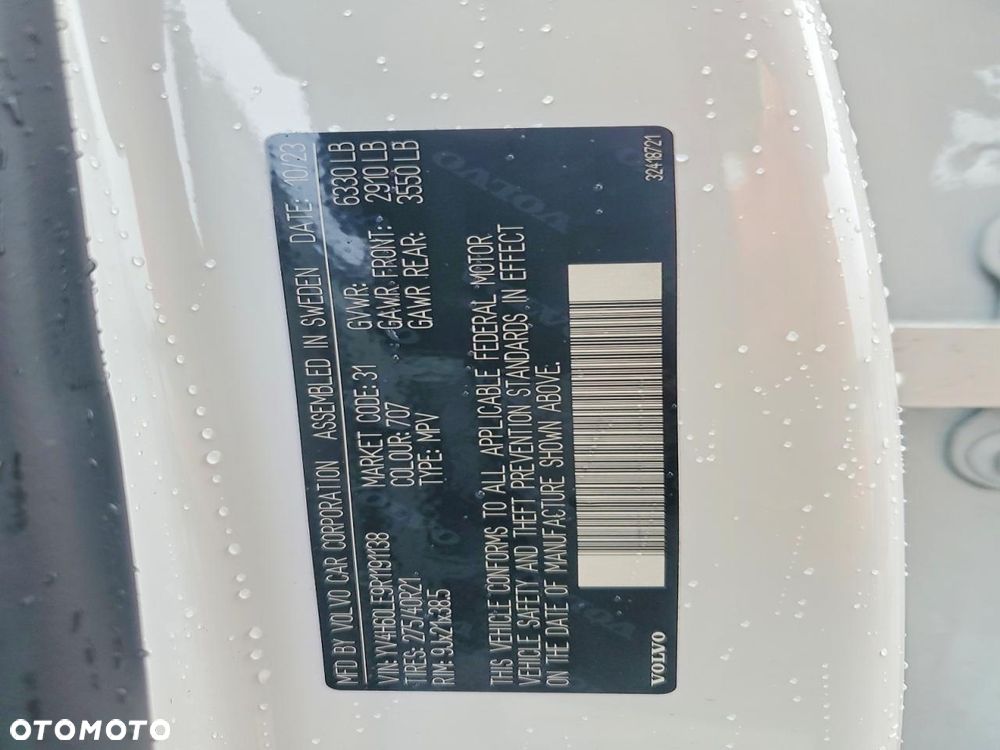 MFD BY VOLVO CAR CORPORATION ASSEMBLED IN SWEDEN DATE: 10/23
VIN: YV4H60LE9R1191138 MARKET CODE: 31 GVWR: 6330 LB
TIRES: 275/40R21 COLOUR: 707 GAWR FRONT: 2910 LB
RIM: 9Jx21x38.5 TYPE: MPV GAWR REAR: 3550 LB
THIS VEHICLE CONFORMS TO ALL APPLICABLE FEDERAL MOTOR
VEHICLE SAFETY AND THEFT PREVENTION STANDARDS IN EFFECT
ON THE DATE OF MANUFACTURE SHOWN ABOVE.
VOLVO 32418721
OTOMOTO